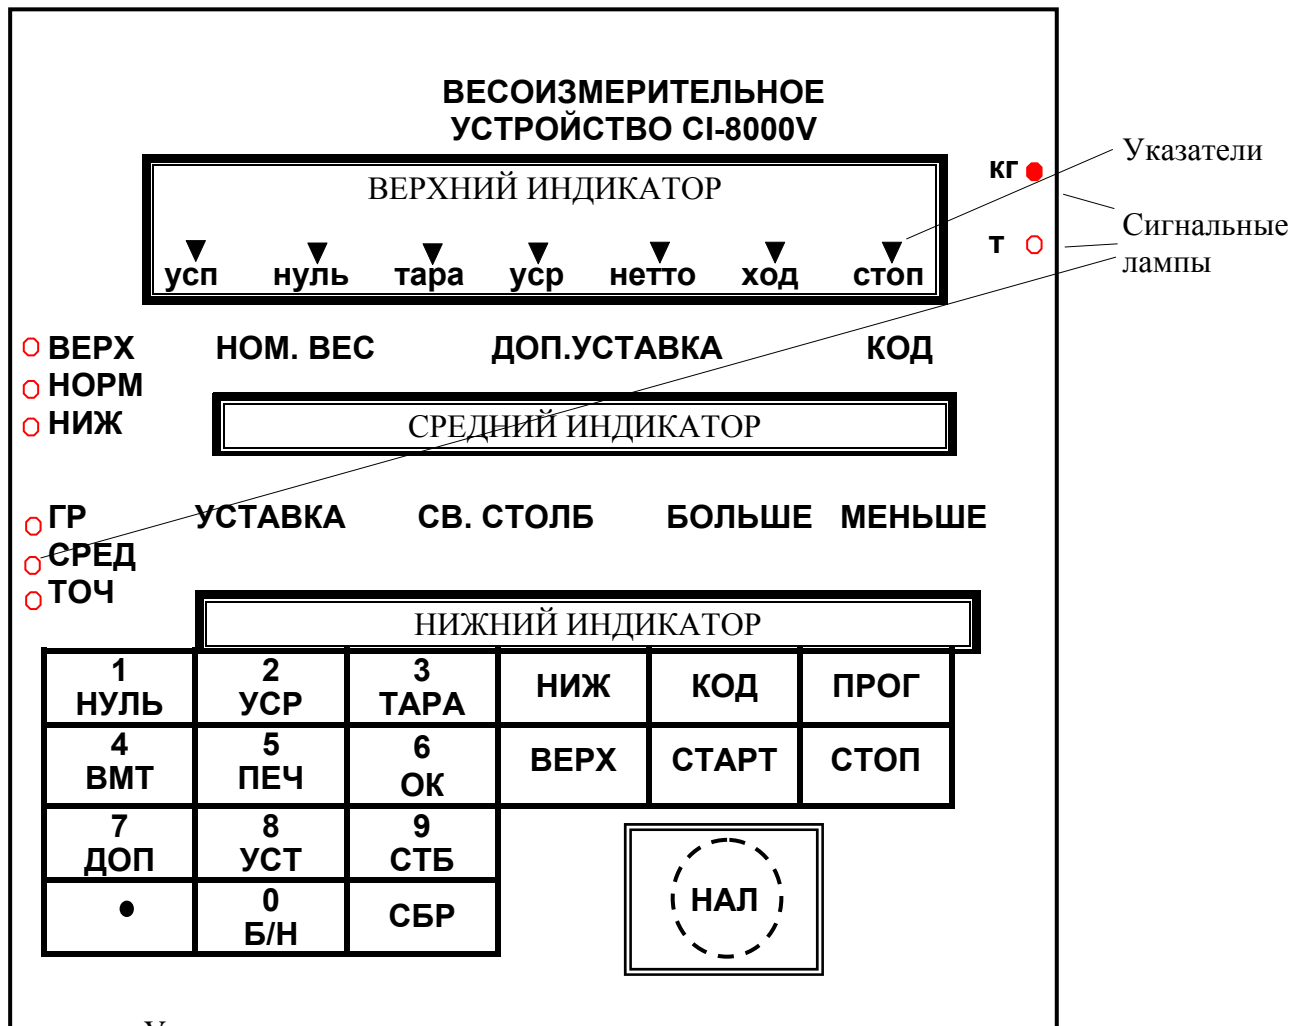 ВЕСОИЗМЕРИТЕЛЬНОЕ
УСТРОЙСТВО CI-8000V
ВЕРХНИЙ ИНДИКАТОР
усп нуль тара уср нетто ход стоп
кг
т
Указатели
Сигнальные
лампы
ВЕРХ НОМ. ВЕС ДОП.УСТАВКА КОД
НОРМ
НИЖ
СРЕДНИЙ ИНДИКАТОР
ГР УСТАВКА СВ. СТОЛБ БОЛЬШЕ МЕНЬШЕ
СРЕД
ТОЧ
НИЖНИЙ ИНДИКАТОР
1 2 3
НУЛЬ УСР ТАРА НИЖ КОД ПРОГ
4 5 6
ВМТ ПЕЧ ОК ВЕРХ СТАРТ СТОП
7 8 9
ДОП УСТ СТБ
• 0 СБР
Б/Н
НАЛ